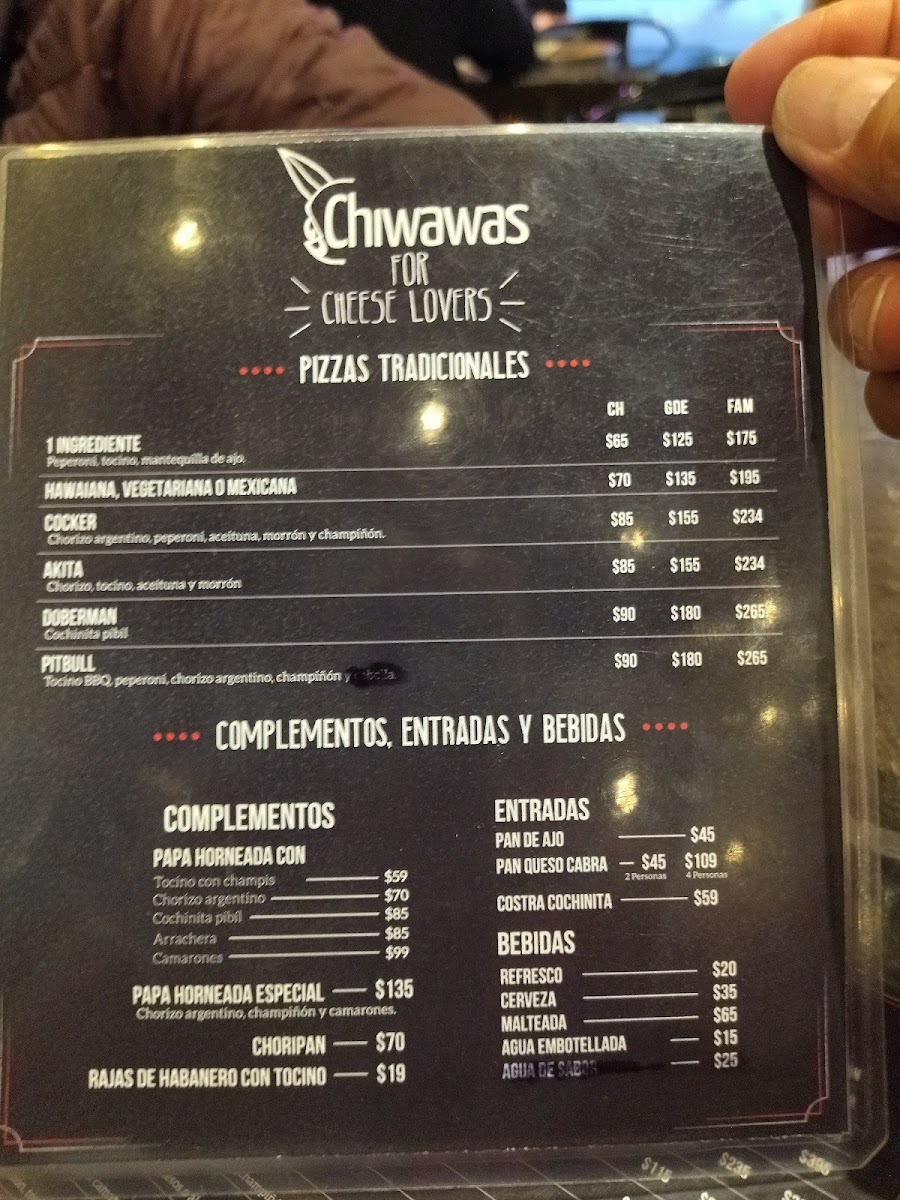 Chiwawas
FOR
CHEESE LOVERS
PIZZAS TRADICIONALES
CH GDE FAM
1 INGREDIENTE $65 $125 $175
Peperoni, tocino, mantequilla de ajo.
HAWAIANA, VEGETARIANA O MEXICANA $70 $135 $195
COCKER $85 $155 $234
Chorizo argentino, peperoni, aceituna, morrón y champiñón.
AKITA $85 $155 $234
Chorizo, tocino, aceituna y morrón
DOBERMAN $90 $180 $265
Cochinita pibil
PITBULL $90 $180 $265
Tocino BBQ, peperoni, chorizo argentino, champiñón y
COMPLEMENTOS, ENTRADAS Y BEBIDAS
COMPLEMENTOS
PAPA HORNEADA CON
Tocino con champis $59
Chorizo argentino $70
Cochinita pibil $85
Arrachera $85
Camarones $99
PAPA HORNEADA ESPECIAL $135
Chorizo argentino, champiñón y camarones.
CHORIPAN $70
RAJAS DE HABANERO CON TOCINO $19
ENTRADAS
PAN DE AJO $45
PAN QUESO CABRA $45 $109
2 Personas 4 Personas
COSTRA COCHINITA $59
BEBIDAS
REFRESCO $20
CERVEZA $35
MALTEADA $65
AGUA EMBOTELLADA $15
AGUA DE SABOR $25
$115 $235 $390